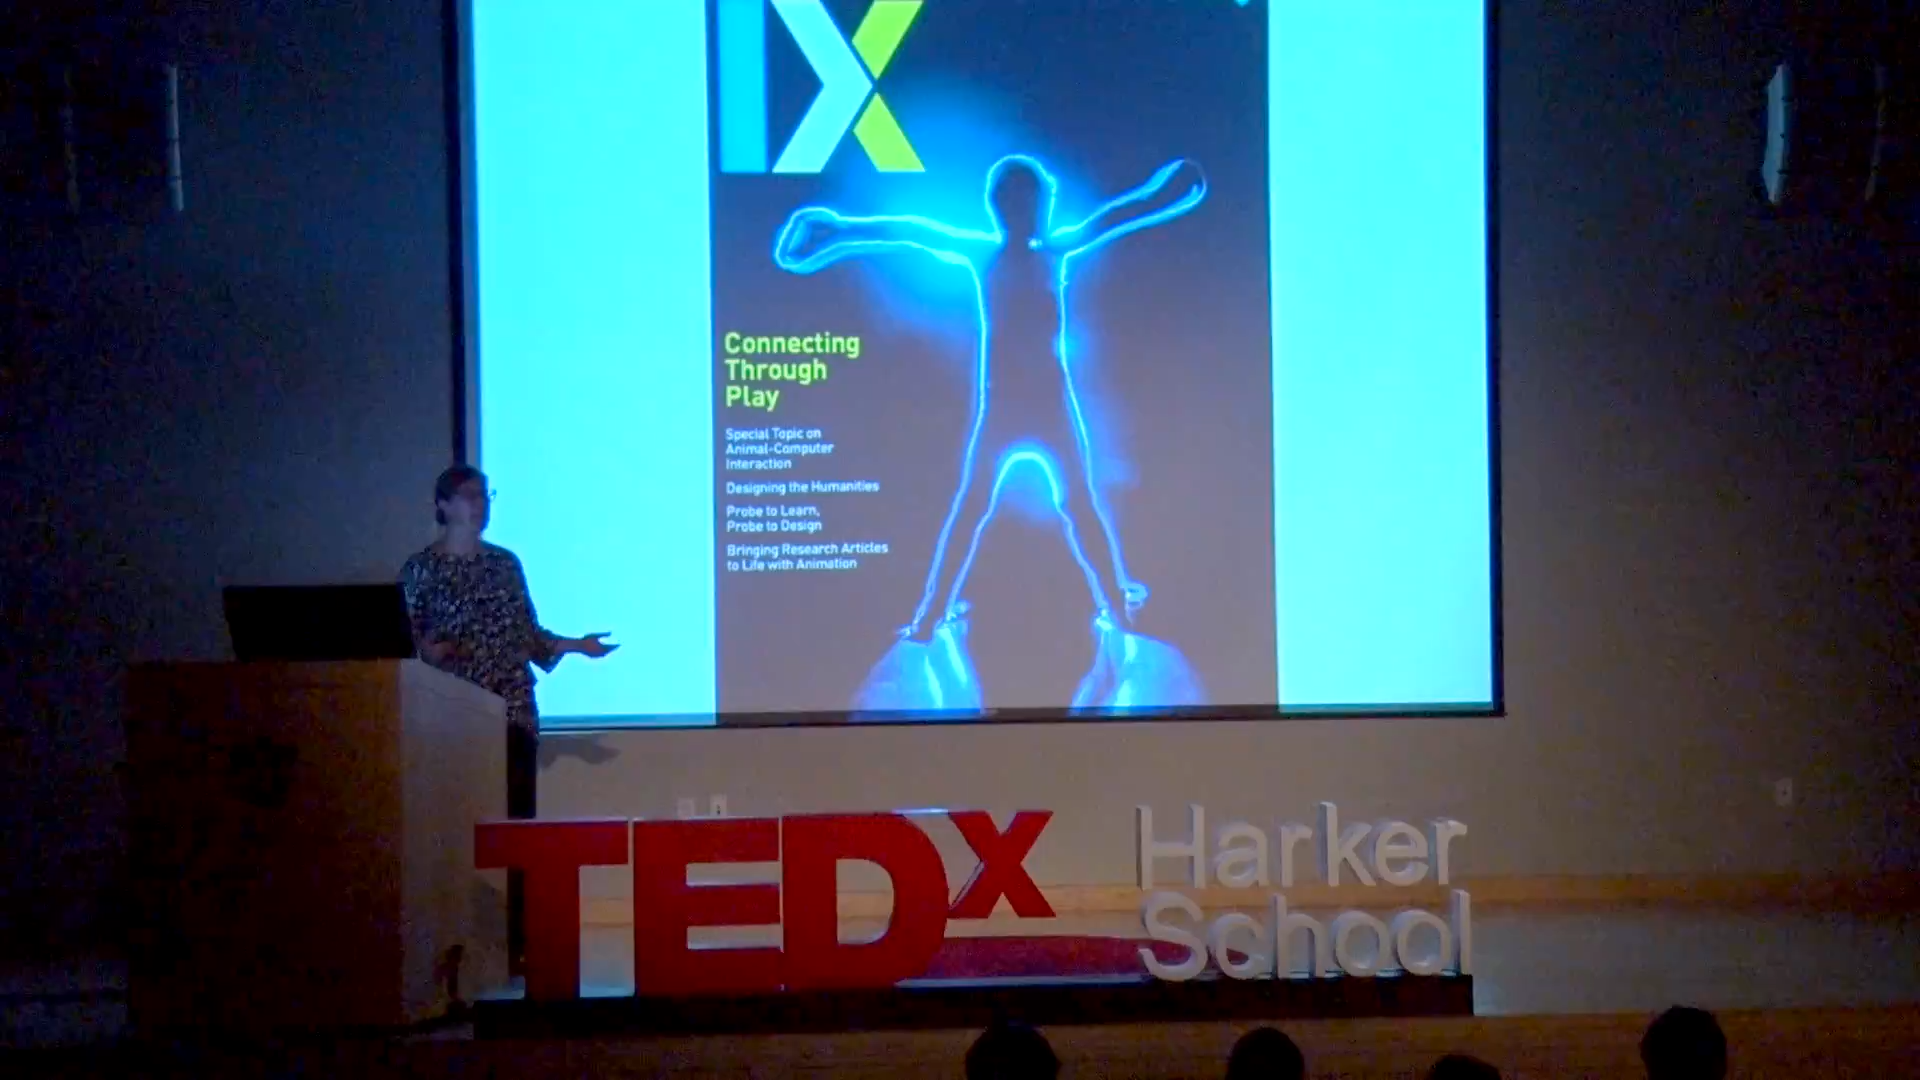 IX
Connecting
Through
Play
Special Topic on
Animal-Computer
Interaction
Designing the Humanities
Probe to Learn,
Probe to Design
Bringing Research Articles
to Life with Animation
TEDx
Harker
School